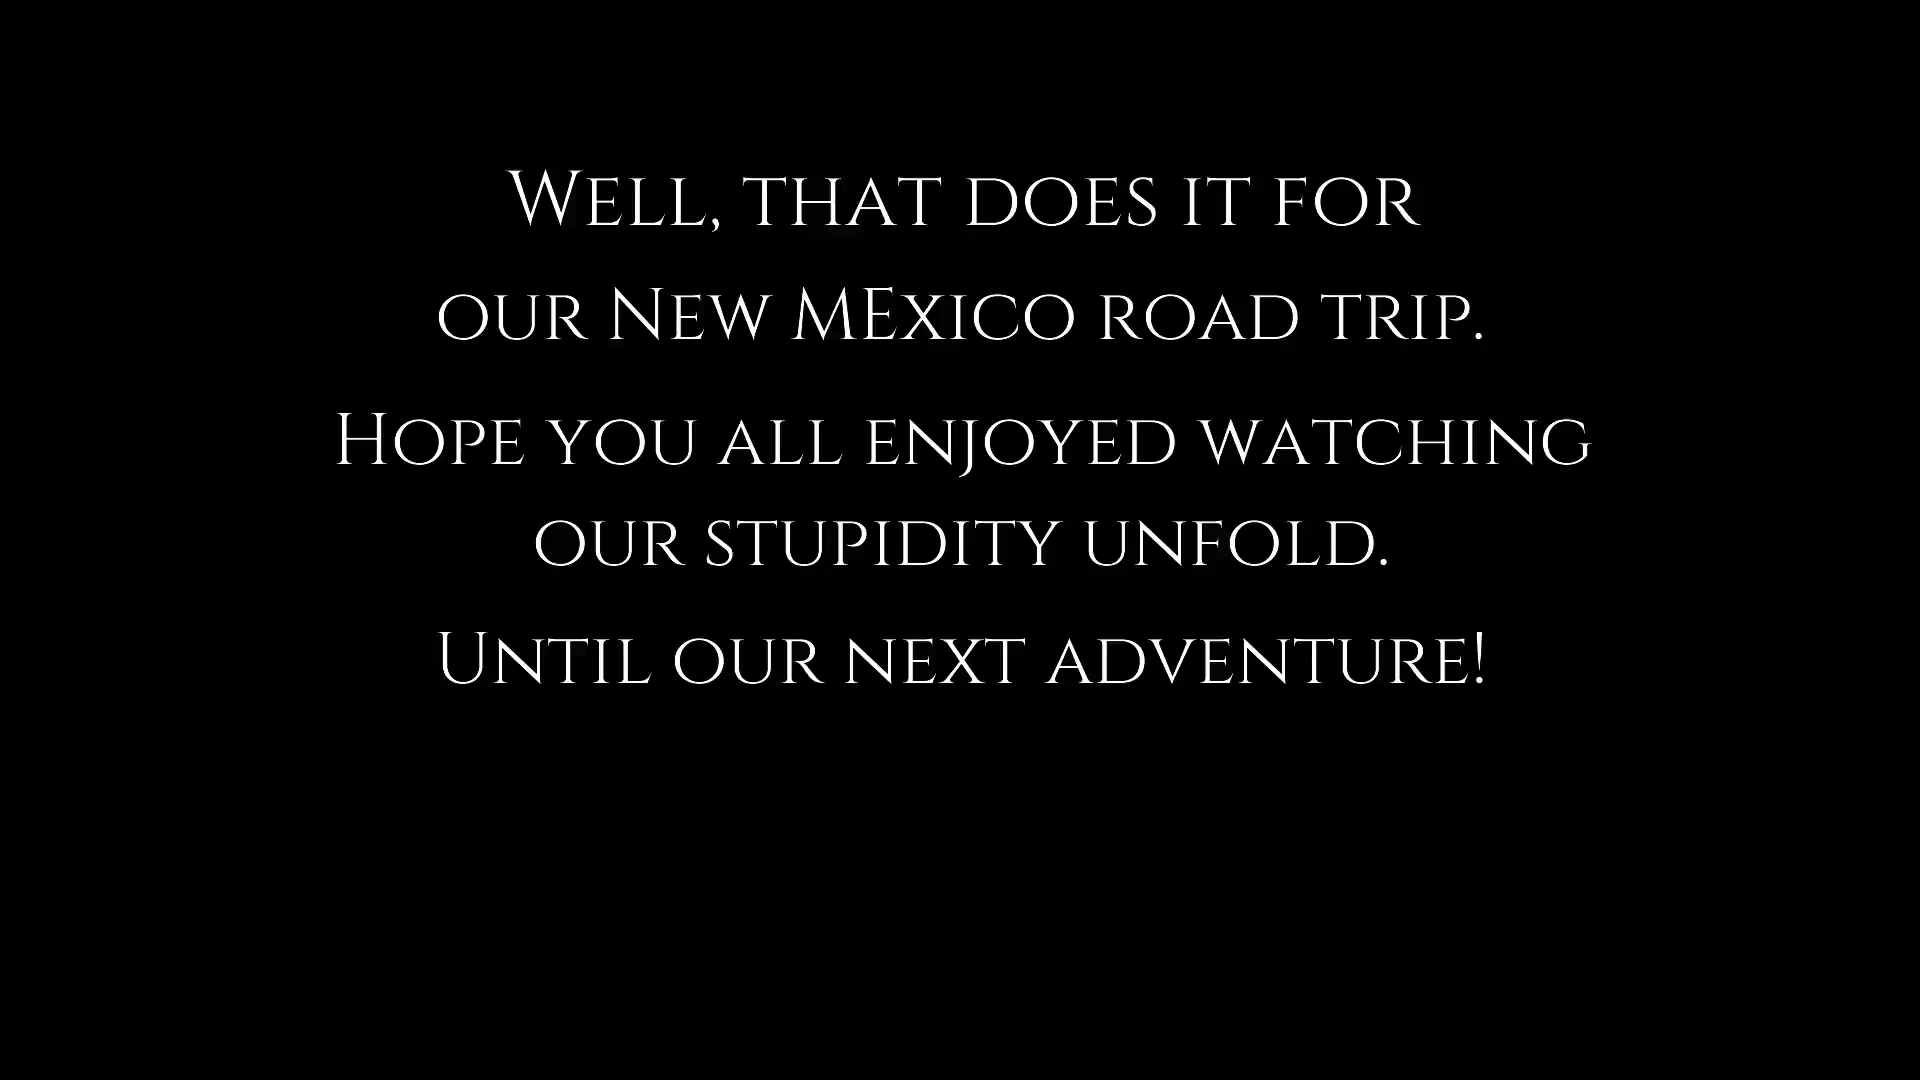 Well, that does it for
our New MExico road trip.
Hope you all enjoyed watching
our stupidity unfold.
Until our next adventure!